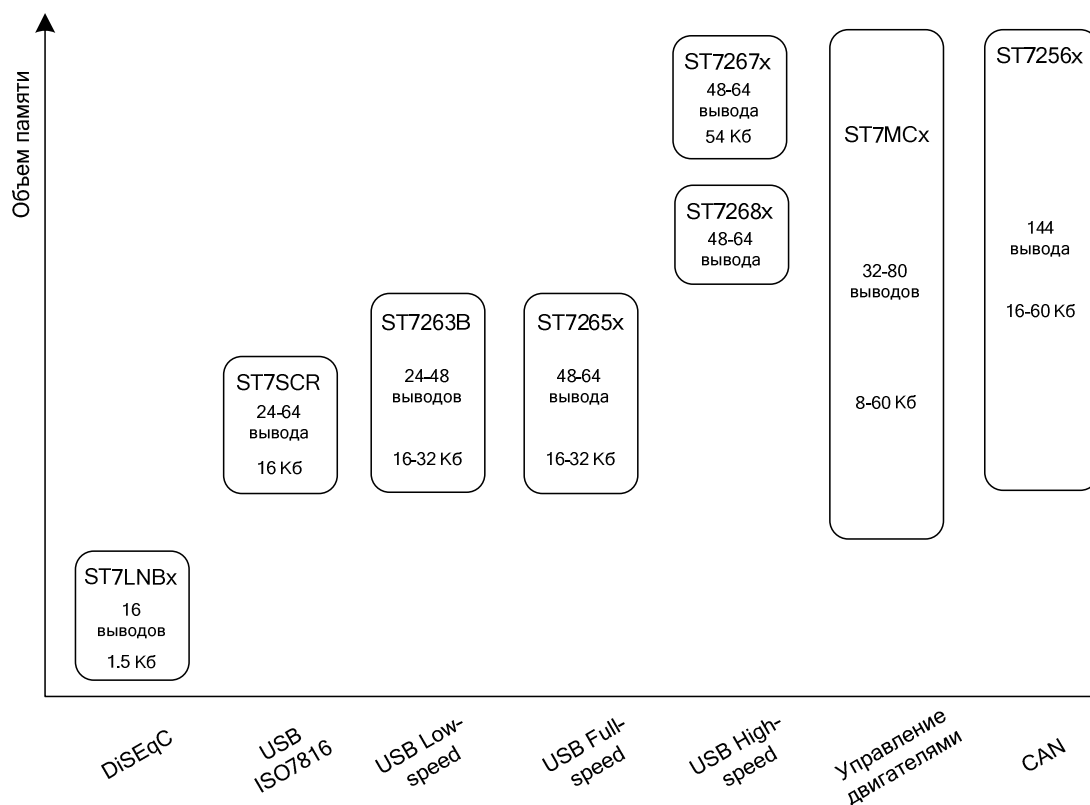 Объем памяти
ST7LNBx
16
выводов
1.5 Кб
ST7SCR
24-64
вывода
16 Кб
ST7263B
24-48
выводов
16-32 Кб
ST7265x
48-64
вывода
16-32 Кб
ST7267x
48-64
вывода
54 Кб
ST7268x
48-64
вывода
ST7MCx
32-80
выводов
8-60 Кб
ST7256x
144
вывода
16-60 Кб
DiSEqC
USB
ISO7816
USB Low-
speed
USB Full-
speed
USB High-
speed
Управление
двигателями
CAN